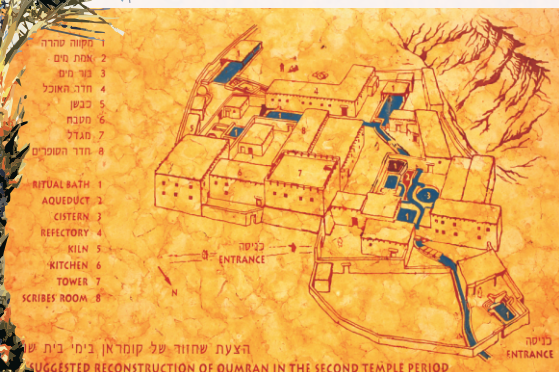 1 מקווה טהרה
2 אמת מים
3 בור מים
4 חדר האוכל
5 כבשן
6 מטבח
7 מגדל
8 חדר הסופרים
RITUAL BATH 1
AQUEDUCT 2
CISTERN 3
REFECTORY 4
KILN 5
KITCHEN 6
TOWER 7
SCRIBES' ROOM 8
כניסה
ENTRANCE
N
כניסה
ENTRANCE
הצעת שחזור של קומראן בימי בית
SUGGESTED RECONSTRUCTION OF QUMRAN IN THE SECOND TEMPLE PERIOD